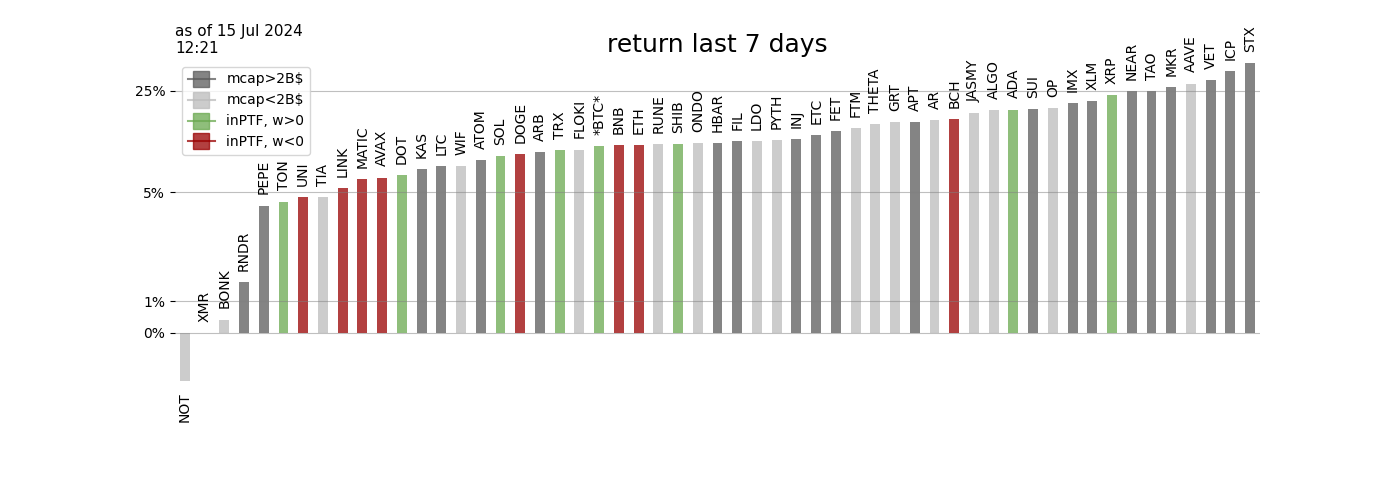 as of 15 Jul 2024
12:21
return last 7 days
mcap>2B$
mcap<2B$
inPTF, w>0
inPTF, w<0
25%
5%
1%
0%
NOT
XMR
BONK
RNDR
PEPE
TON
UNI
TIA
LINK
MATIC
AVAX
DOT
KAS
LTC
WIF
ATOM
SOL
DOGE
ARB
TRX
FLOKI
*BTC*
BNB
ETH
RUNE
SHIB
ONDO
HBAR
FIL
LDO
PYTH
INJ
ETC
FET
FTM
THETA
GRT
APT
AR
BCH
JASMY
ALGO
ADA
SUI
OP
IMX
XLM
XRP
NEAR
TAO
MKR
AAVE
VET
ICP
STX